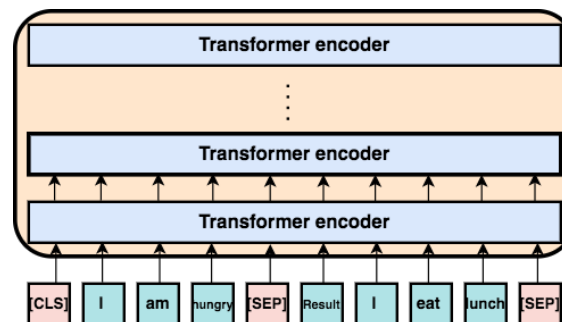 Transformer encoder
Transformer encoder
Transformer encoder
[CLS] I am hungry [SEP] Result I eat lunch [SEP]